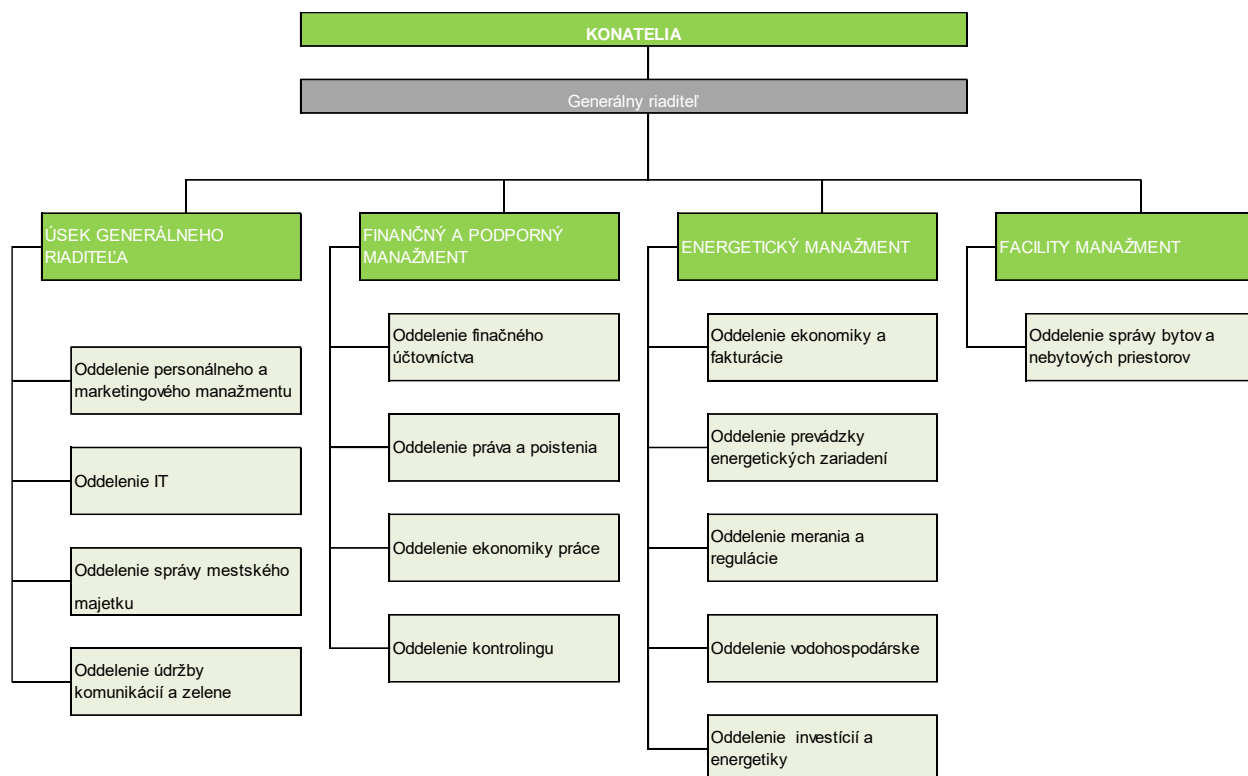 KONATELIA
Generálny riaditeľ
ÚSEK GENERÁLNEHO
RIADITEĽA
Oddelenie personálneho a
marketingového manažmentu
Oddelenie IT
Oddelenie správy mestského
majetku
Oddelenie údržby
komunikácií a zelene
FINANČNÝ A PODPORNÝ
MANAŽMENT
Oddelenie finačného
účtovníctva
Oddelenie práva a poistenia
Oddelenie ekonomiky práce
Oddelenie kontrolingu
ENERGETICKÝ MANAŽMENT
Oddelenie ekonomiky a
fakturácie
Oddelenie prevádzky
energetických zariadení
Oddelenie merania a
regulácie
Oddelenie vodohospodárske
Oddelenie investícií a
energetiky
FACILITY MANAŽMENT
Oddelenie správy bytov a
nebytových priestorov